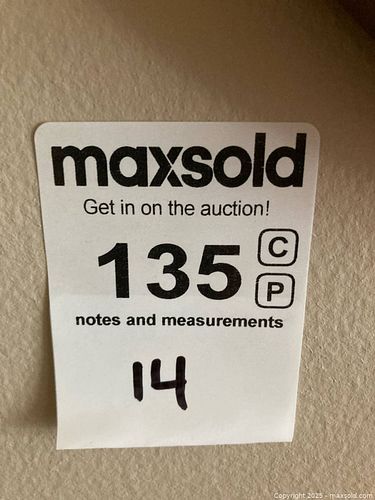 maxsold
Get in on the auction!
135 C
P
notes and measurements
14
Copyright 2025 - maxsold.com